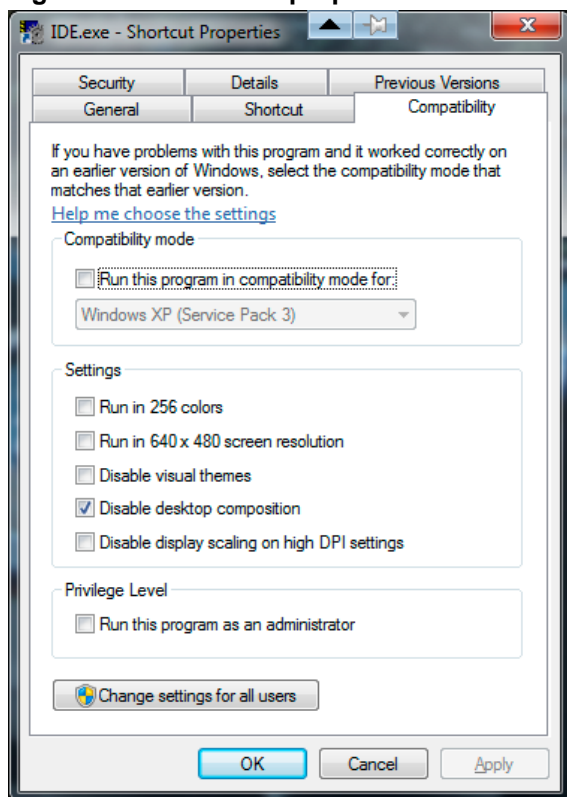 IDE.exe - Shortcut Properties
Security Details Previous Versions
General Shortcut Compatibility
If you have problems with this program and it worked correctly on
an earlier version of Windows, select the compatibility mode that
matches that earlier version.
Help me choose the settings
Compatibility mode
Run this program in compatibility mode for:
Windows XP (Service Pack 3)
Settings
Run in 256 colors
Run in 640 x 480 screen resolution
Disable visual themes
Disable desktop composition
Disable display scaling on high DPI settings
Privilege Level
Run this program as an administrator
Change settings for all users
OK Cancel Apply